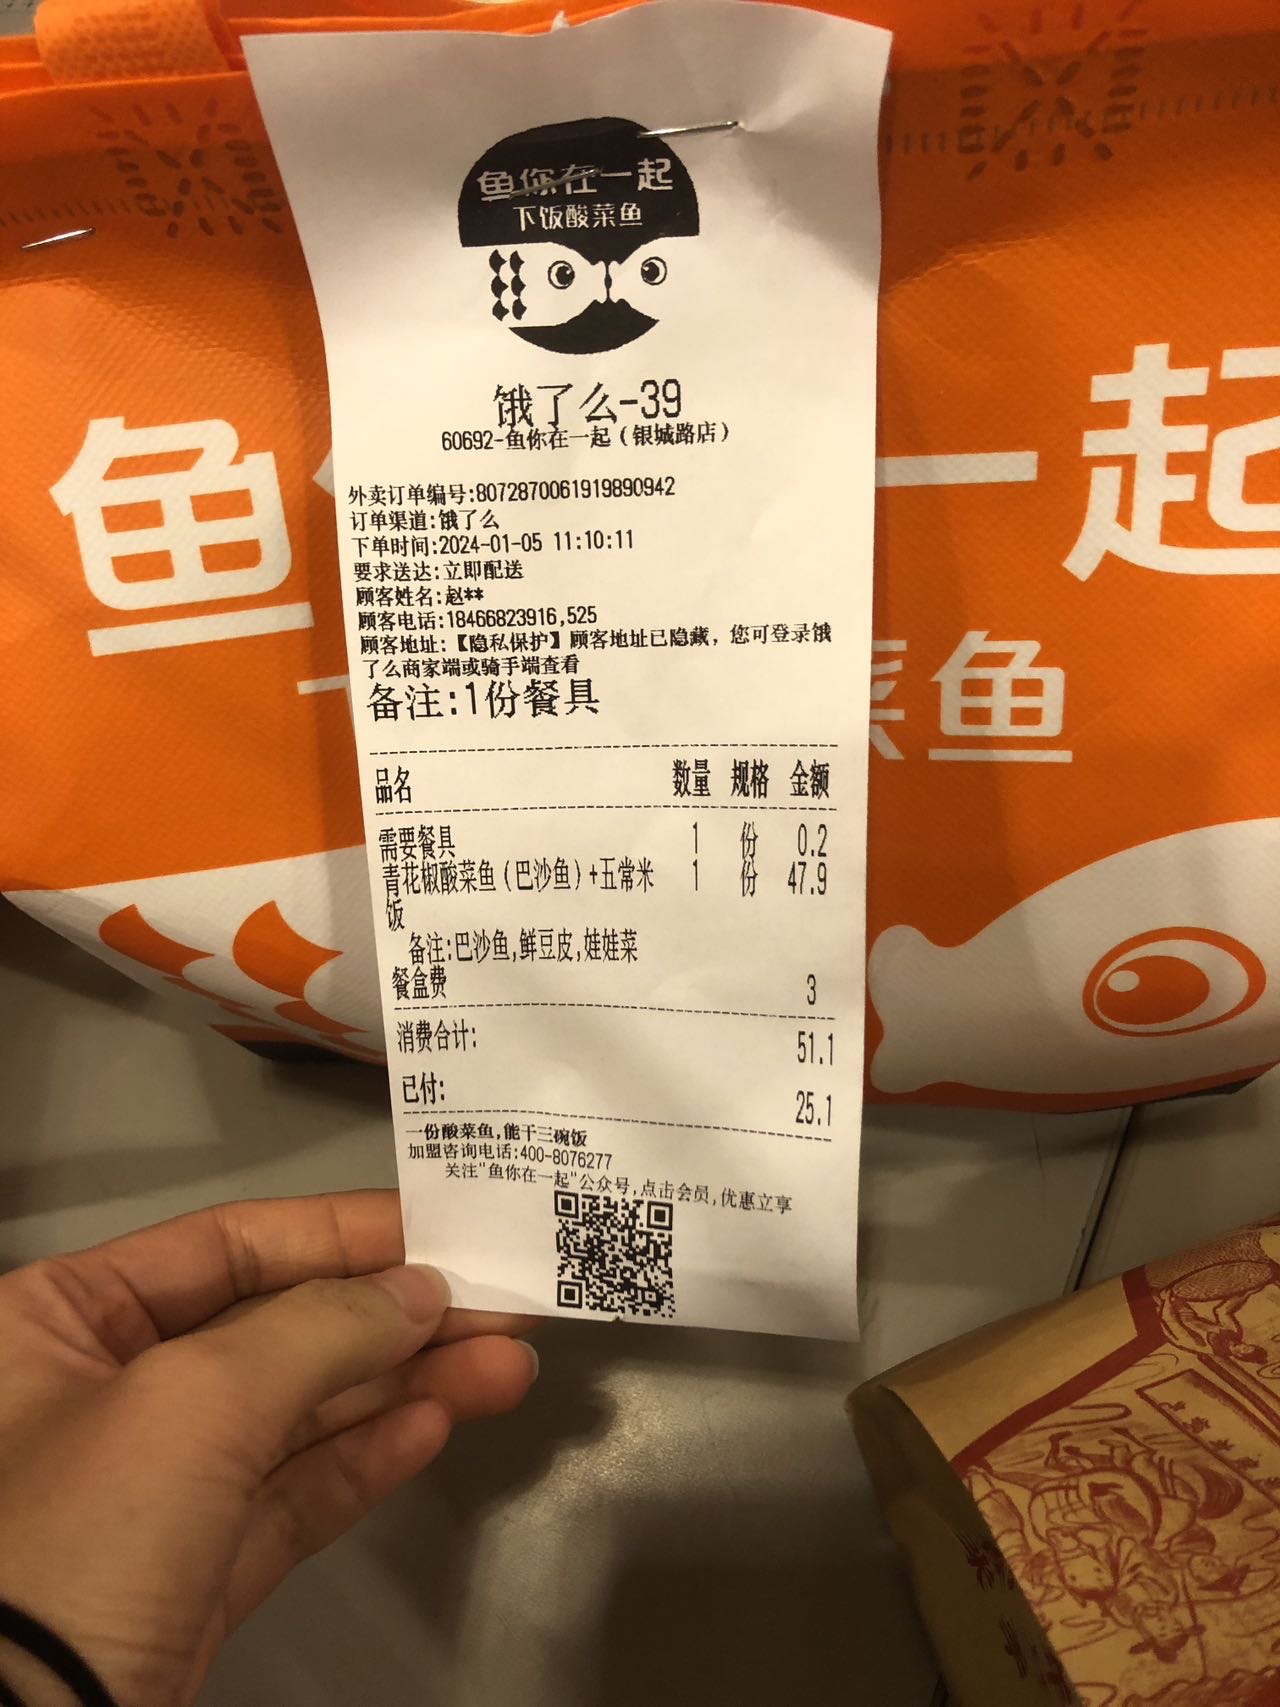 鱼你在一起
下饭酸菜鱼
饿了么-39
60692-鱼你在一起(银城路店)
外卖订单编号:8072870061919890942
订单渠道:饿了么
下单时间:2024-01-05 11:10:11
要求送达:立即配送
顾客姓名:赵**
顾客电话:18466823916,525
顾客地址:【隐私保护】顾客地址已隐藏，您可登录饿
了么商家端或骑手端查看
备注:1份餐具
品名 数量 规格 金额
需要餐具 1 份 0.2
青花椒酸菜鱼(巴沙鱼)+五常米 1 份 47.9
饭
备注:巴沙鱼,鲜豆皮,娃娃菜
餐盒费 3
消费合计: 51.1
已付: 25.1
一份酸菜鱼,能干三碗饭
加盟咨询电话:400-8076277
关注"鱼你在一起"公众号,点击会员,优惠立享
鱼 一起
下 菜鱼